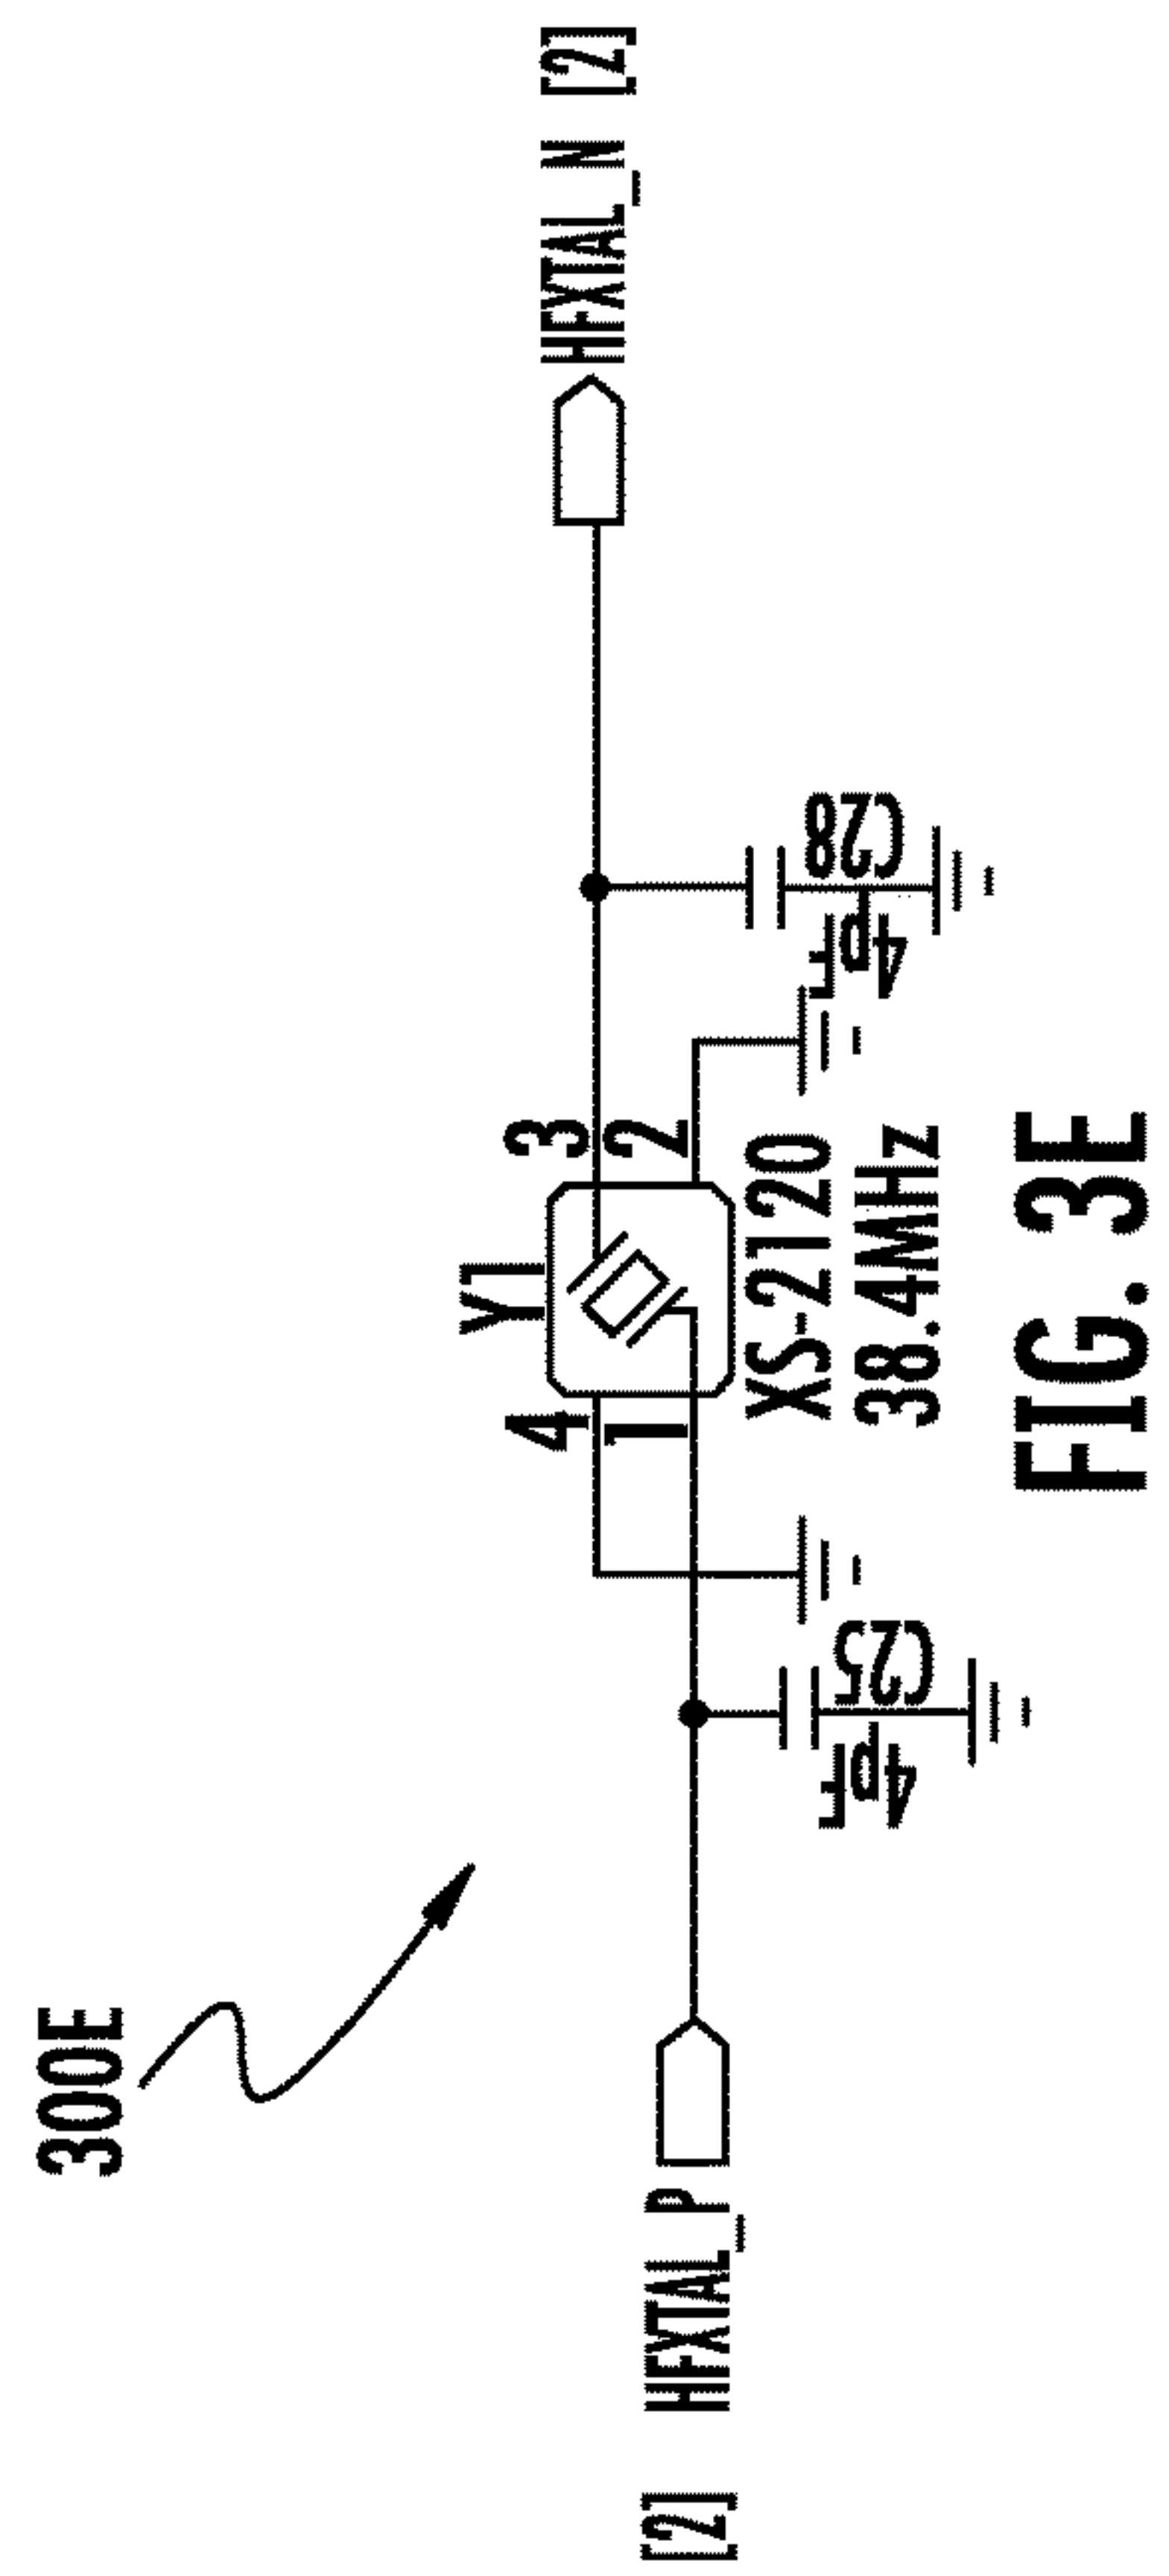 300E
[2] HFXTAL_P
HFXTAL_N [2]
Y1
4
3
1
2
XS-2120
38.4MHz
C25
4pF
C28
4pF
FIG. 3E